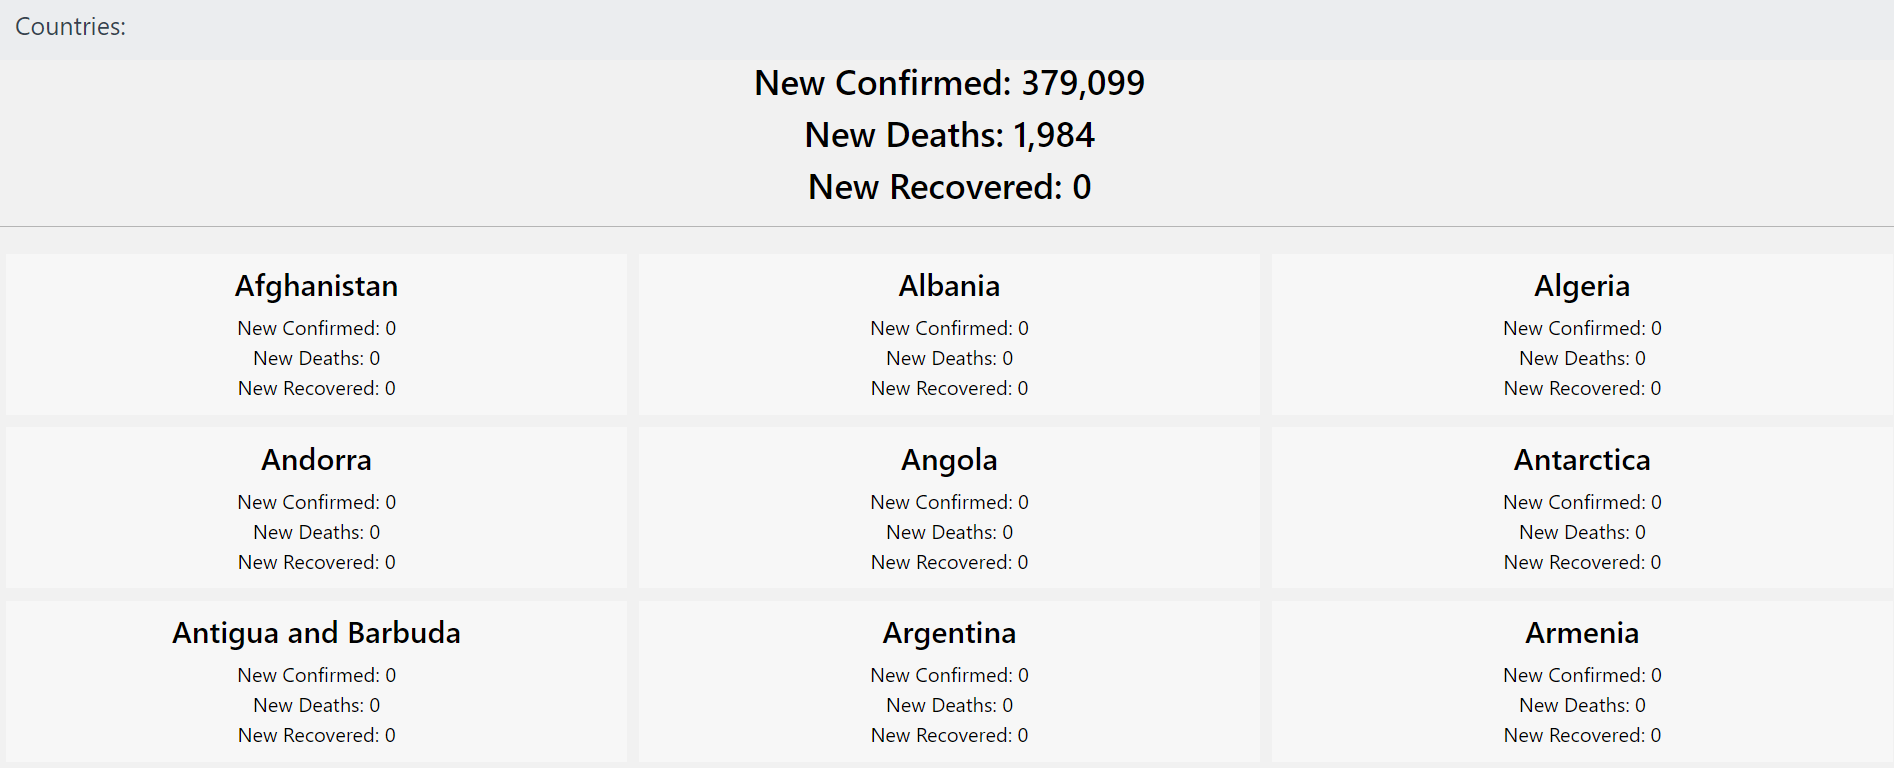 Countries:
New Confirmed: 379,099
New Deaths: 1,984
New Recovered: 0
Afghanistan
New Confirmed: 0
New Deaths: 0
New Recovered: 0
Albania
New Confirmed: 0
New Deaths: 0
New Recovered: 0
Algeria
New Confirmed: 0
New Deaths: 0
New Recovered: 0
Andorra
New Confirmed: 0
New Deaths: 0
New Recovered: 0
Angola
New Confirmed: 0
New Deaths: 0
New Recovered: 0
Antarctica
New Confirmed: 0
New Deaths: 0
New Recovered: 0
Antigua and Barbuda
New Confirmed: 0
New Deaths: 0
New Recovered: 0
Argentina
New Confirmed: 0
New Deaths: 0
New Recovered: 0
Armenia
New Confirmed: 0
New Deaths: 0
New Recovered: 0